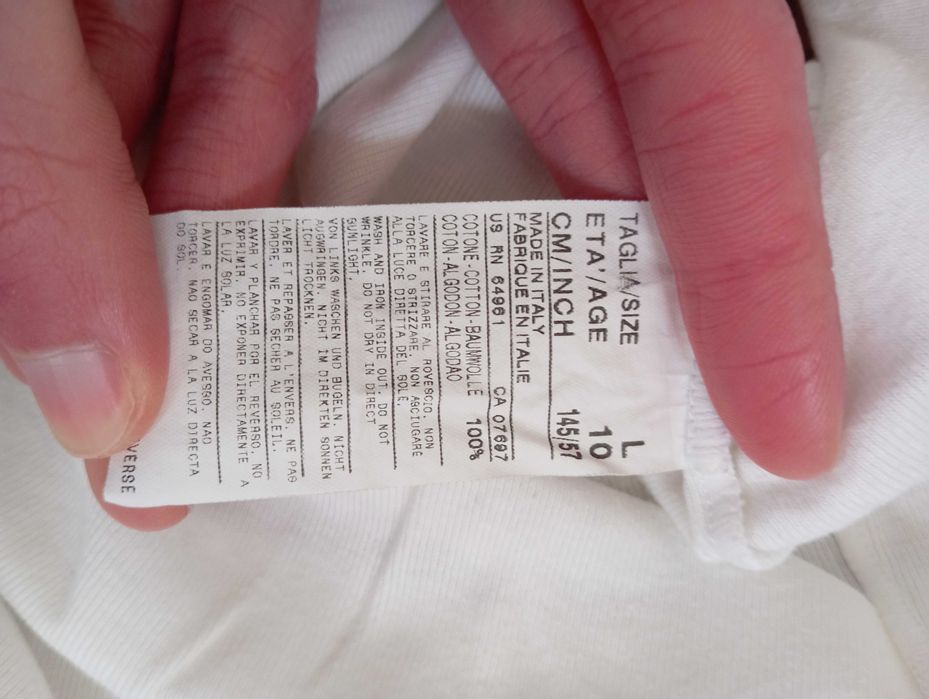 TAGLIA/SIZE L
ETA'/AGE 10
CM/INCH 145/57
MADE IN ITALY
FABRIQUE EN ITALIE
US RN 64961 CA 07697
COTONE-COTTON-BAUMWOLLE 100%
COTON-ALGODON-ALGODAO
LAVARE E STIRARE AL ROVESCIO. NON
TORCERE O STRIZZARE. NON ASCIUGARE
ALLA LUCE DIRETTA DEL SOLE.
WASH AND IRON INSIDE OUT. DO NOT
WRINKLE. DO NOT DRY IN DIRECT
SUNLIGHT.
VON LINKS WASCHEN UND BUGELN. NICHT
AUSWRINGEN. NICHT IM DIREKTEN SONNEN
LICHT TROCKNEN.
LAVER ET REPASSER A L'ENVERS. NE PAS
TORDRE. NE PAS SECHER AU SOLEIL.
LAVAR Y PLANCHAR POR EL REVERSO. NO
EXPRIMIR. NO EXPONER DIRECTAMENTE A
LA LUZ SOLAR.
LAVAR E ENGOMAR DO AVESSO. NAO
TORCER. NAO SECAR A LA LUZ DIRECTA
DO SOL.
VERSE